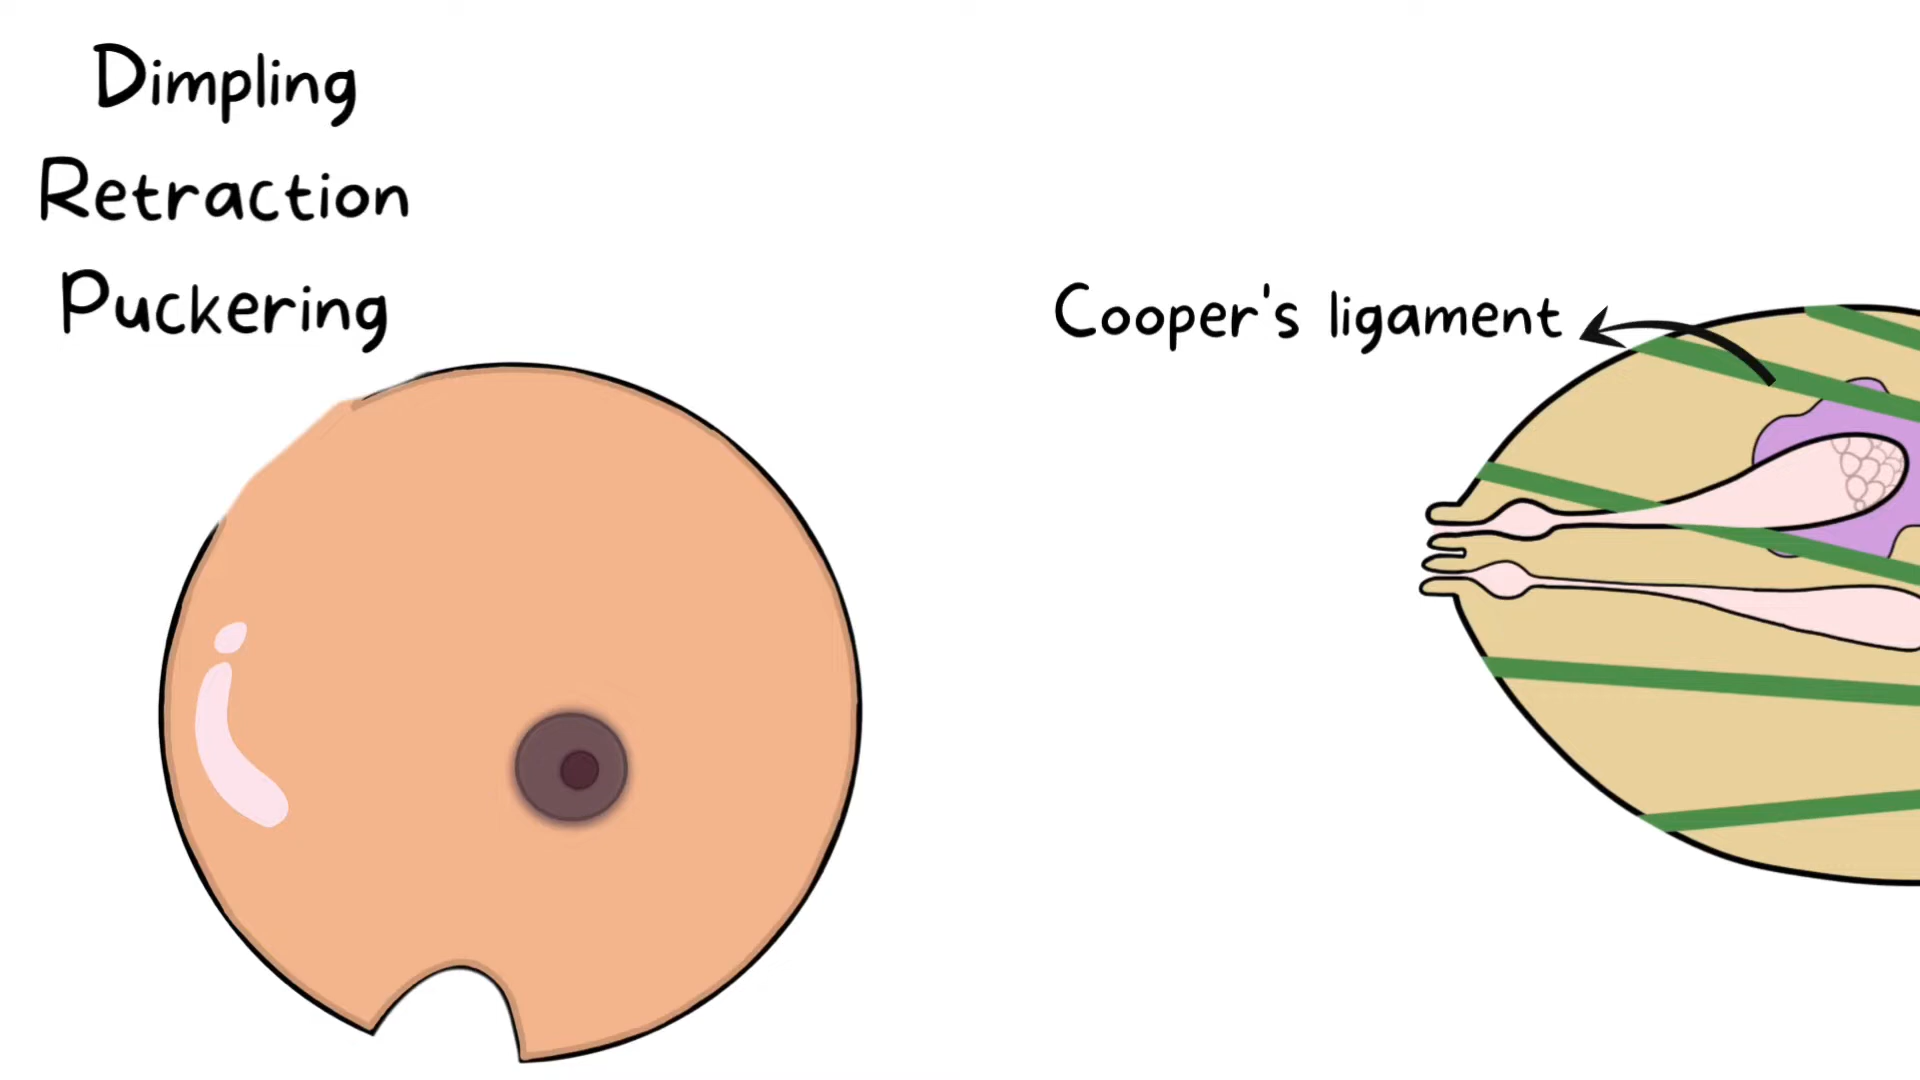 Dimpling
Retraction
Puckering
Cooper's ligament